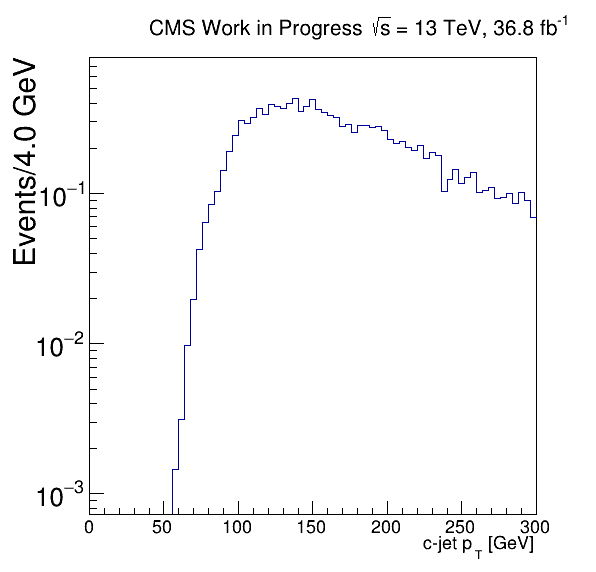 CMS Work in Progress √s = 13 TeV, 36.8 fb⁻¹
Events/4.0 GeV
10⁻¹
10⁻²
10⁻³
0 50 100 150 200 250 300
c-jet p_T [GeV]